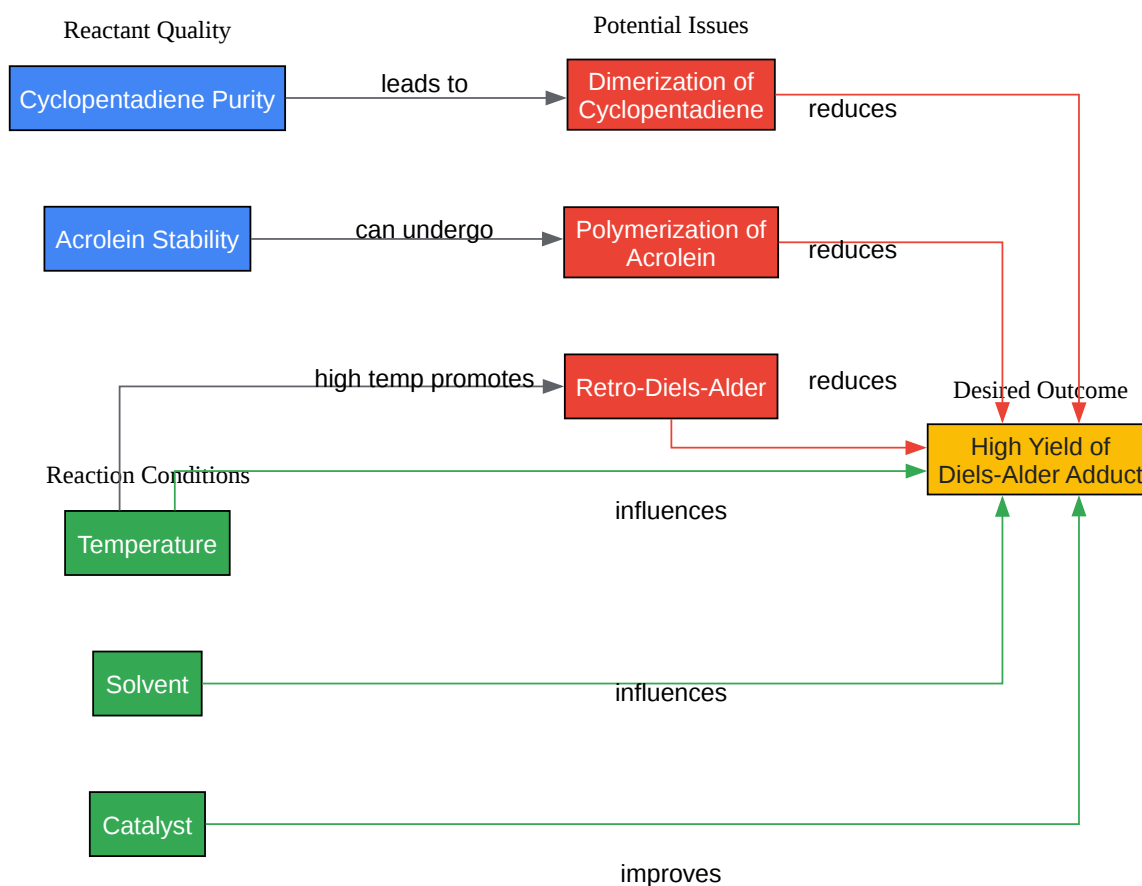 Reactant Quality
Potential Issues
Cyclopentadiene Purity
leads to
Dimerization of
Cyclopentadiene
reduces
Acrolein Stability
can undergo
Polymerization of
Acrolein
reduces
high temp promotes
Retro-Diels-Alder
reduces
Desired Outcome
High Yield of
Diels-Alder Adduct
Reaction Conditions
Temperature
influences
Solvent
influences
Catalyst
improves